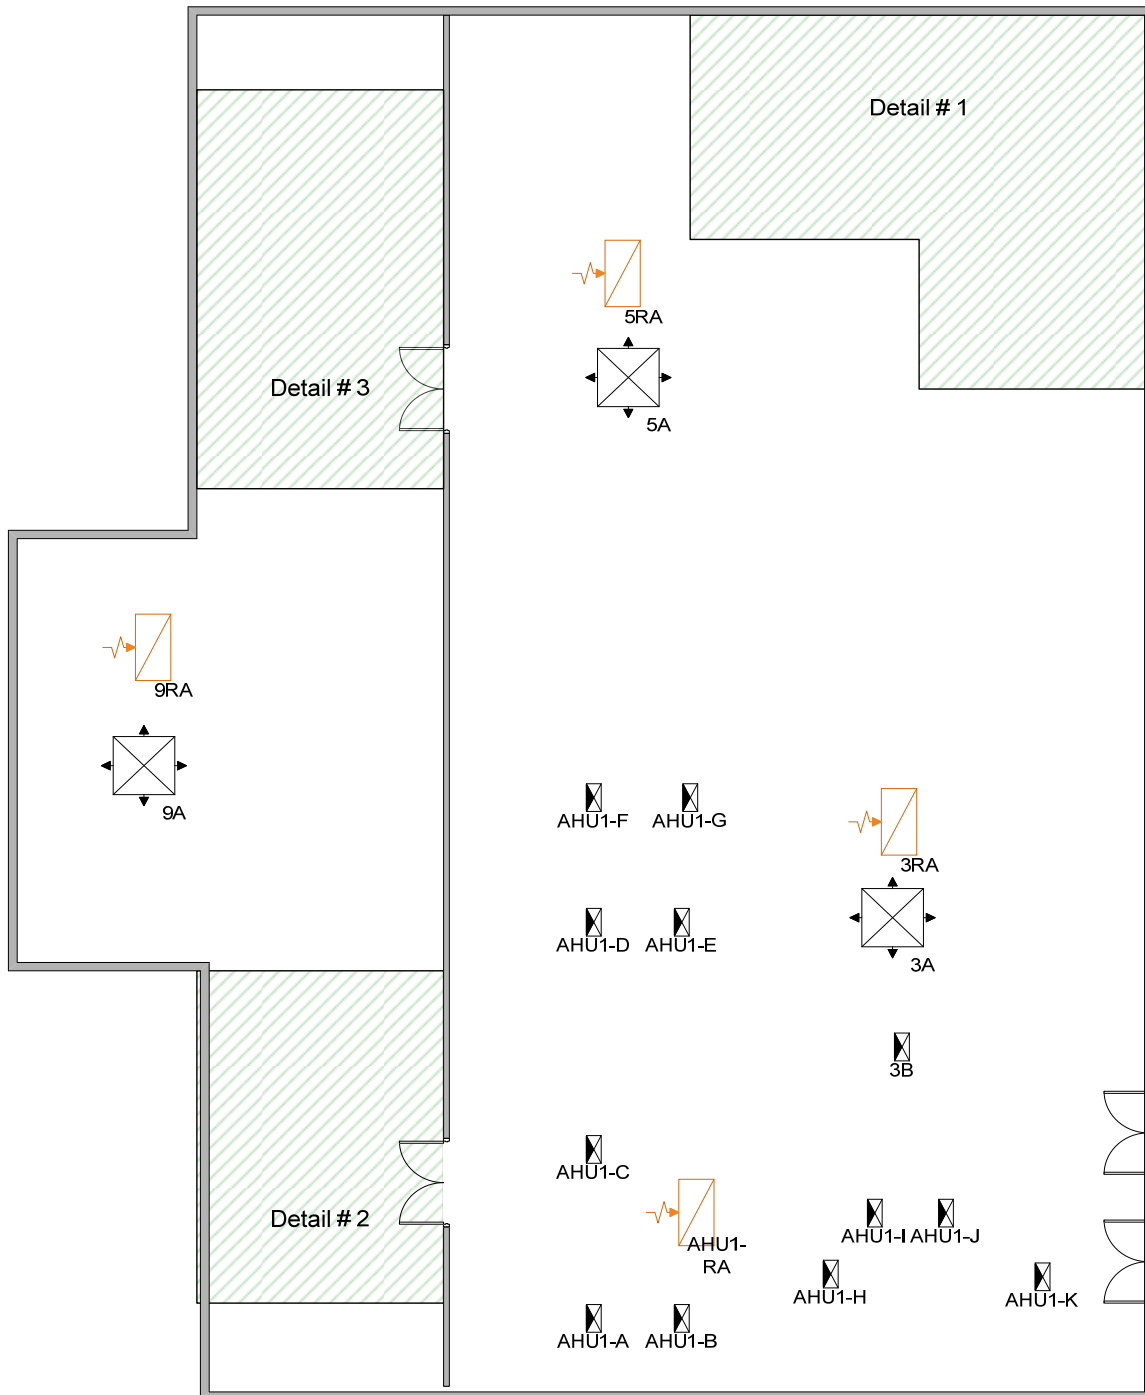 Detail # 1
5RA
Detail # 3
5A
9RA
9A
AHU1-F
AHU1-G
3RA
AHU1-D
AHU1-E
3A
3B
AHU1-C
Detail # 2
AHU1-
RA
AHU1-I
AHU1-J
AHU1-H
AHU1-K
AHU1-A
AHU1-B